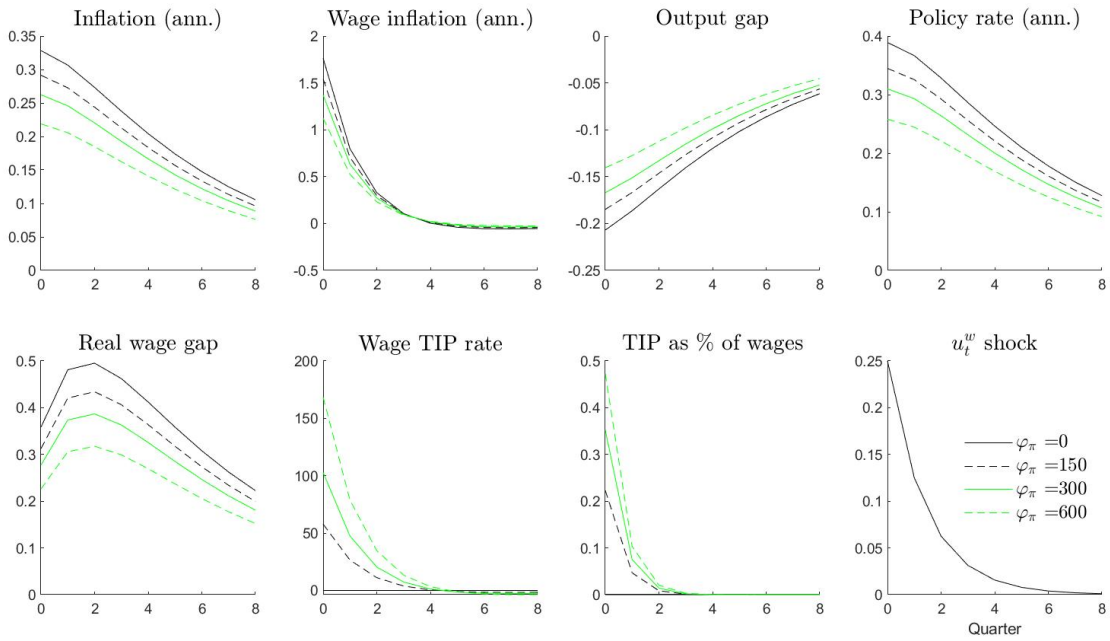 Inflation (ann.)
0.35
0.3
0.25
0.2
0.15
0.1
0.05
0
0 2 4 6 8
Wage inflation (ann.)
2
1.5
1
0.5
0
-0.5
0 2 4 6 8
Output gap
0
-0.05
-0.1
-0.15
-0.2
-0.25
0 2 4 6 8
Policy rate (ann.)
0.4
0.3
0.2
0.1
0
0 2 4 6 8
Real wage gap
0.5
0.4
0.3
0.2
0.1
0
0 2 4 6 8
Wage TIP rate
200
150
100
50
0
0 2 4 6 8
TIP as % of wages
0.5
0.4
0.3
0.2
0.1
0
0 2 4 6 8
u_t^w shock
0.25
0.2
0.15
0.1
0.05
0
φ_π =0
φ_π =150
φ_π =300
φ_π =600
0 2 4 6 8
Quarter